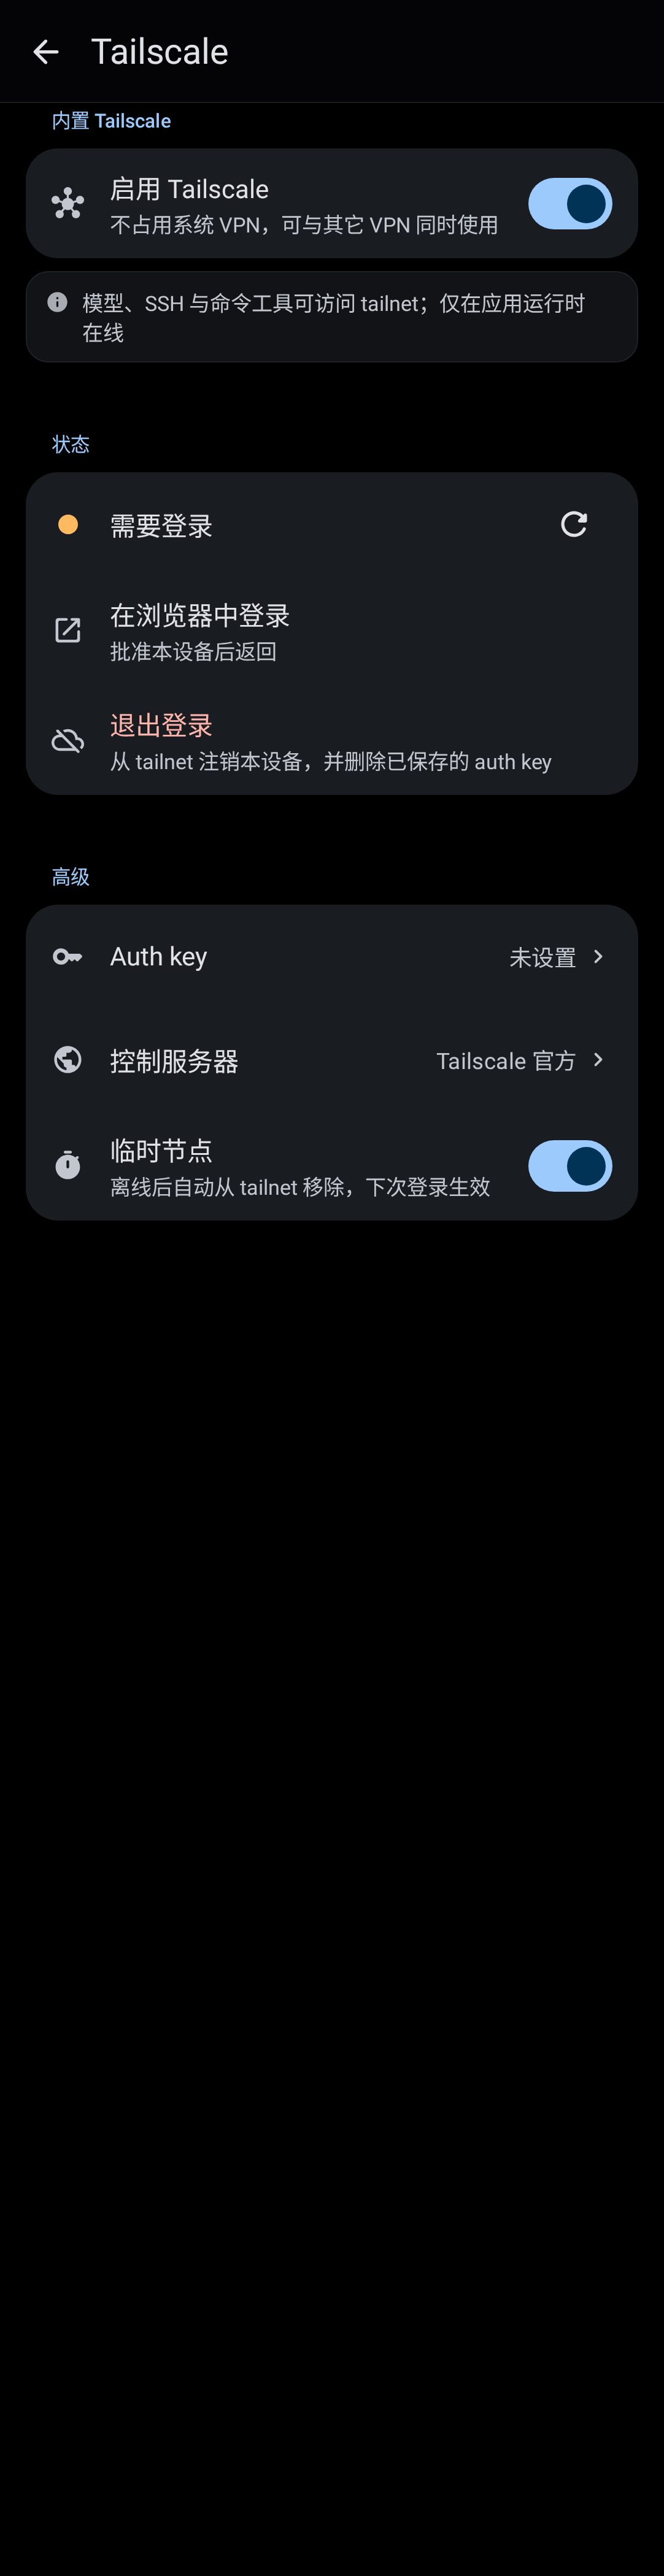 Tailscale
内置 Tailscale
启用 Tailscale
不占用系统 VPN，可与其它 VPN 同时使用
模型、SSH 与命令工具可访问 tailnet；仅在应用运行时
在线
状态
需要登录
在浏览器中登录
批准本设备后返回
退出登录
从 tailnet 注销本设备，并删除已保存的 auth key
高级
Auth key 未设置
控制服务器 Tailscale 官方
临时节点
离线后自动从 tailnet 移除，下次登录生效